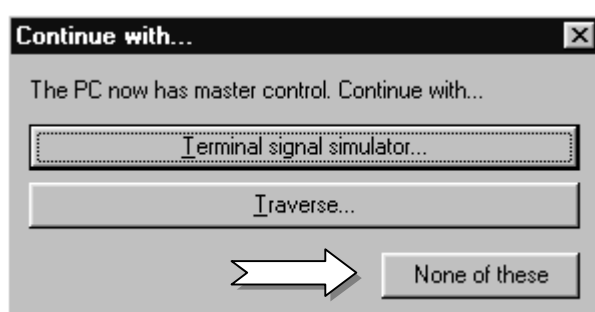 Continue with...
The PC now has master control. Continue with...
Terminal signal simulator...
Traverse...
None of these